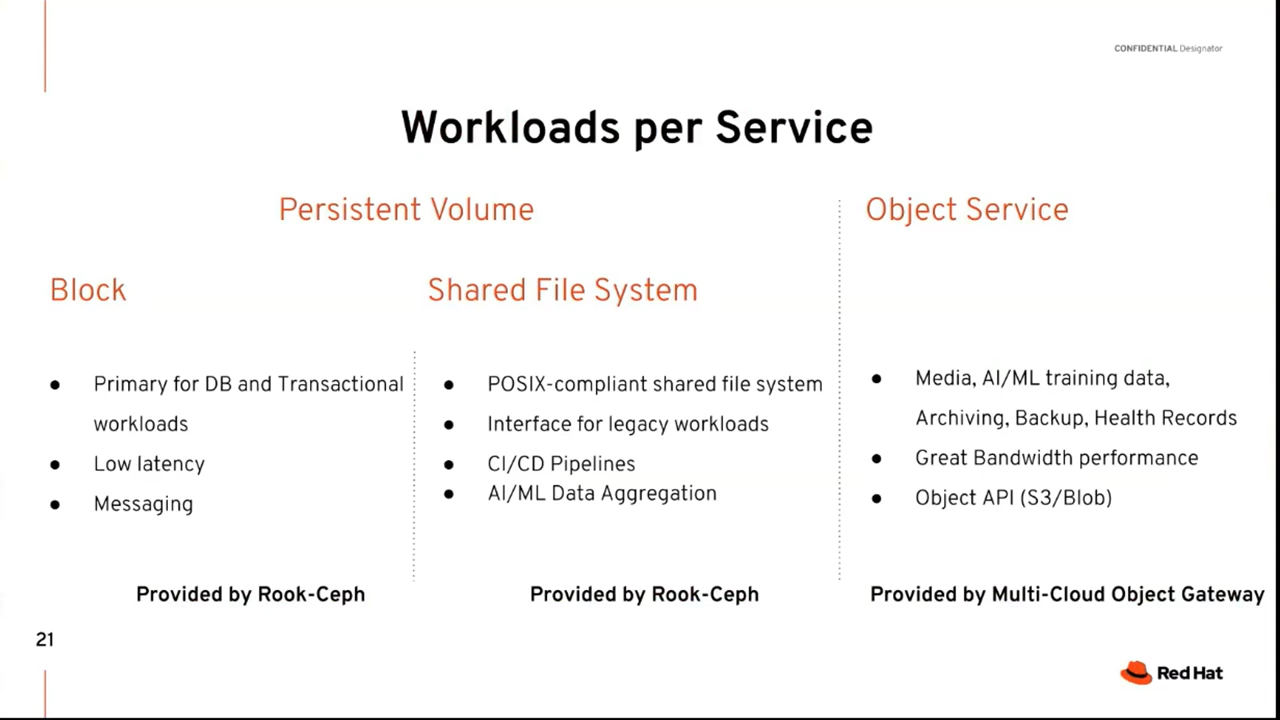 CONFIDENTIAL Designator
Workloads per Service
Persistent Volume
Object Service
Block
Shared File System
● Primary for DB and Transactional
workloads
● Low latency
● Messaging
● POSIX-compliant shared file system
● Interface for legacy workloads
● CI/CD Pipelines
● AI/ML Data Aggregation
● Media, AI/ML training data,
Archiving, Backup, Health Records
● Great Bandwidth performance
● Object API (S3/Blob)
Provided by Rook-Ceph
Provided by Rook-Ceph
Provided by Multi-Cloud Object Gateway
21
Red Hat